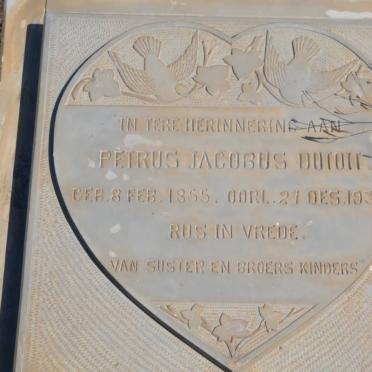 IN TERE HERINNERING AAN
PETRUS JACOBUS DUTOIT
GEB. 8 FEB. 1855. OORL. 27 DES. 19
RUS IN VREDE.
VAN SUSTER EN BROERS KINDERS